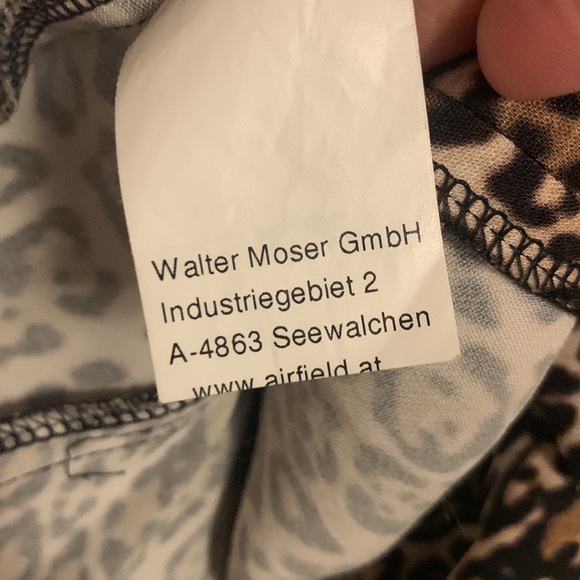 Walter Moser GmbH
Industriegebiet 2
A-4863 Seewalchen
www.airfield.at